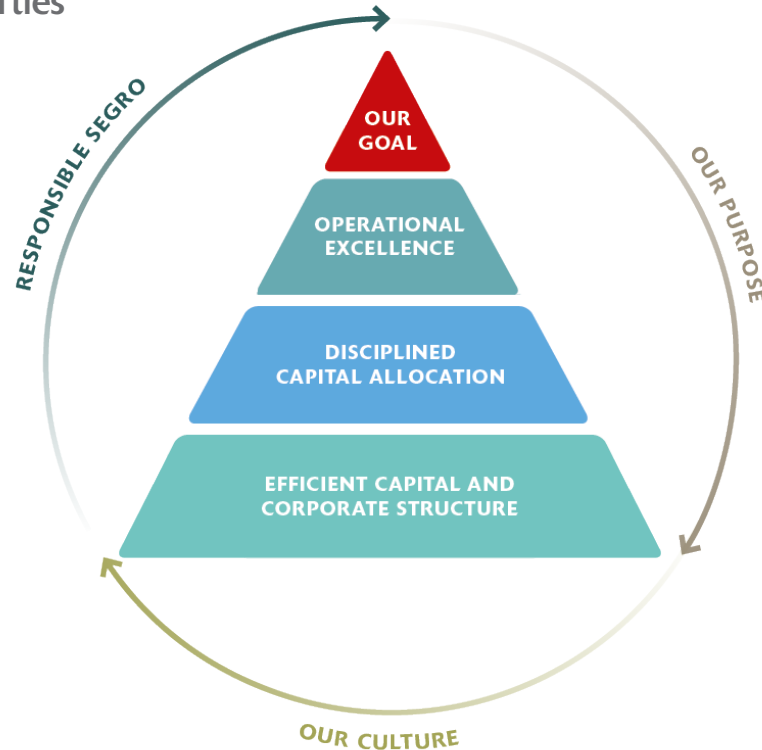 RESPONSIBLE SEGRO
OUR PURPOSE
OUR
GOAL
OPERATIONAL
EXCELLENCE
DISCIPLINED
CAPITAL ALLOCATION
EFFICIENT CAPITAL AND
CORPORATE STRUCTURE
OUR CULTURE